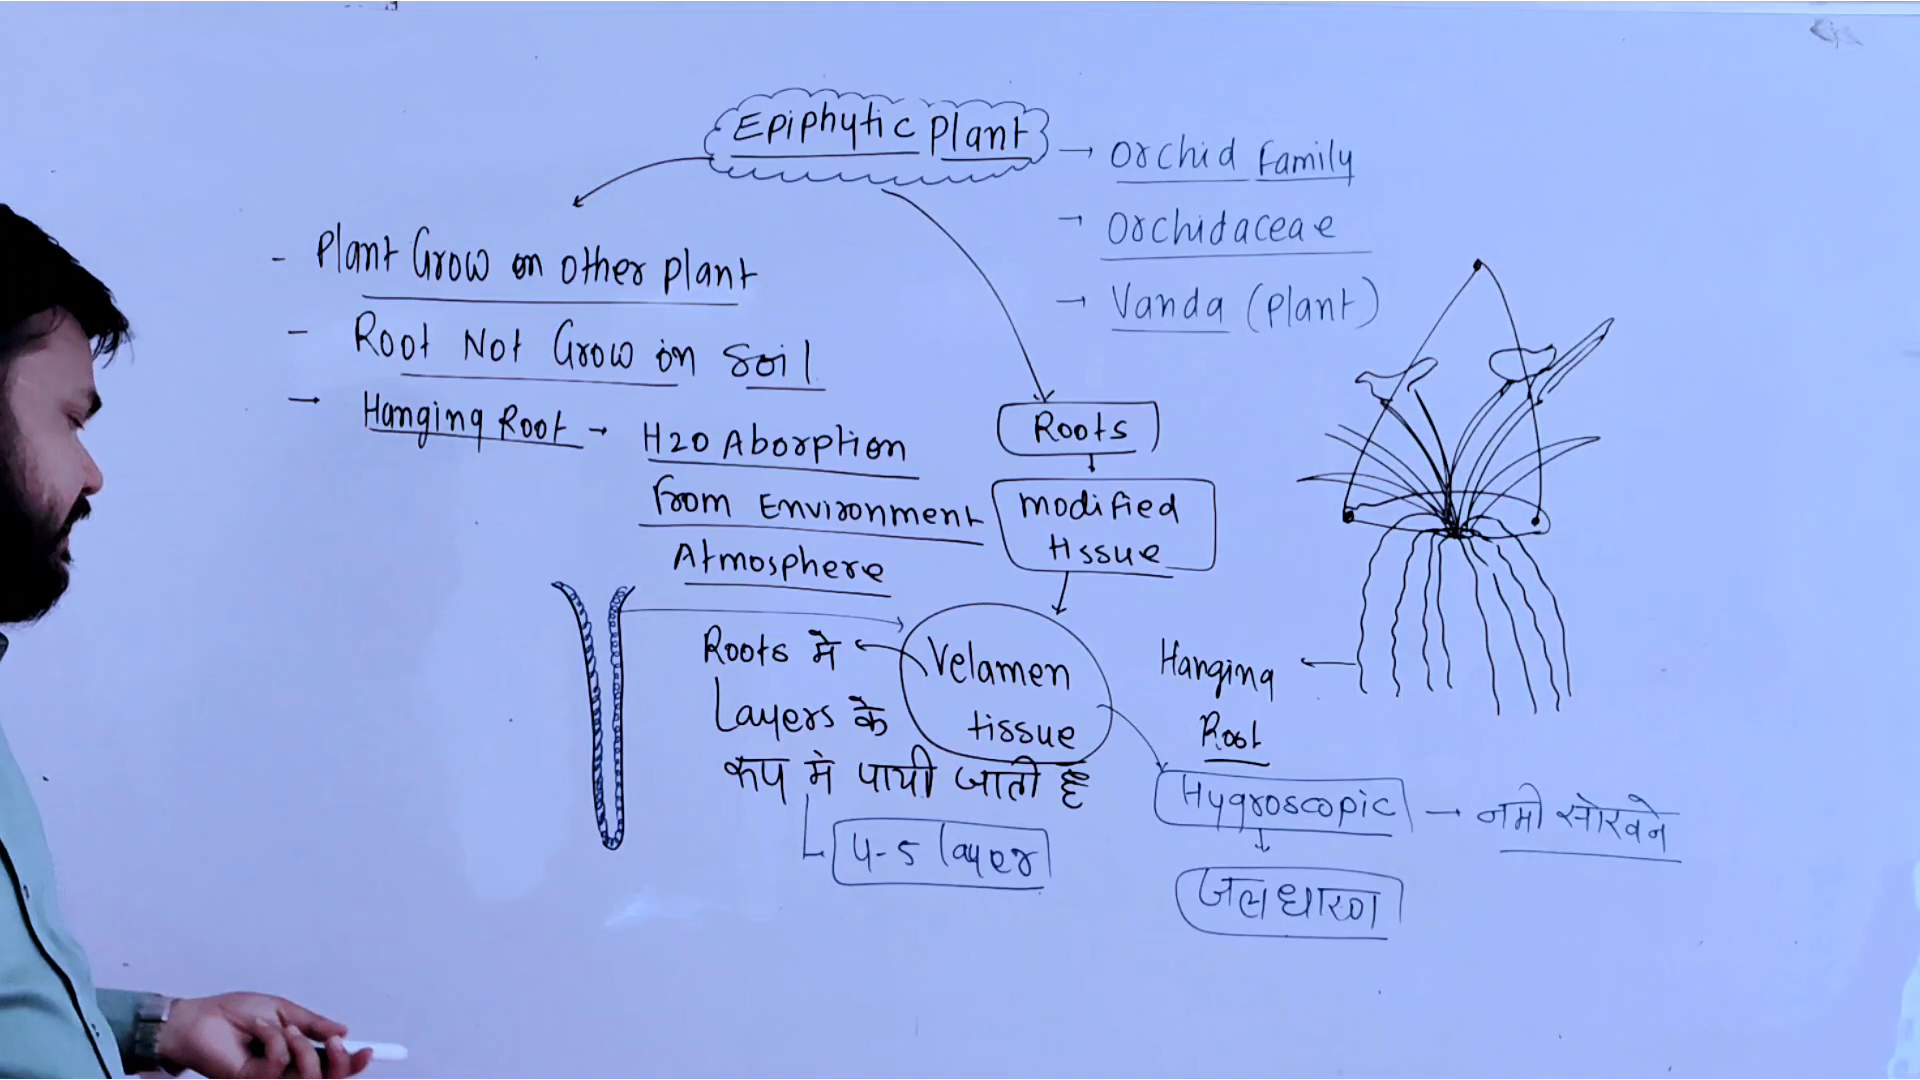 Epiphytic Plant
→ Orchid Family
→ Orchidaceae
→ Vanda (Plant)
- Plant Grow on other plant
- Root Not Grow on Soil
→ Hanging Root → H2O Aborption
From Environment
Atmosphere
Roots
Modified
tissue
Velamen
tissue
Roots मे
Layers के
रूप मे पायी जाती है
4-5 layer
Hanging
Root
Hygroscopic → नमी सोखने
जल धारण